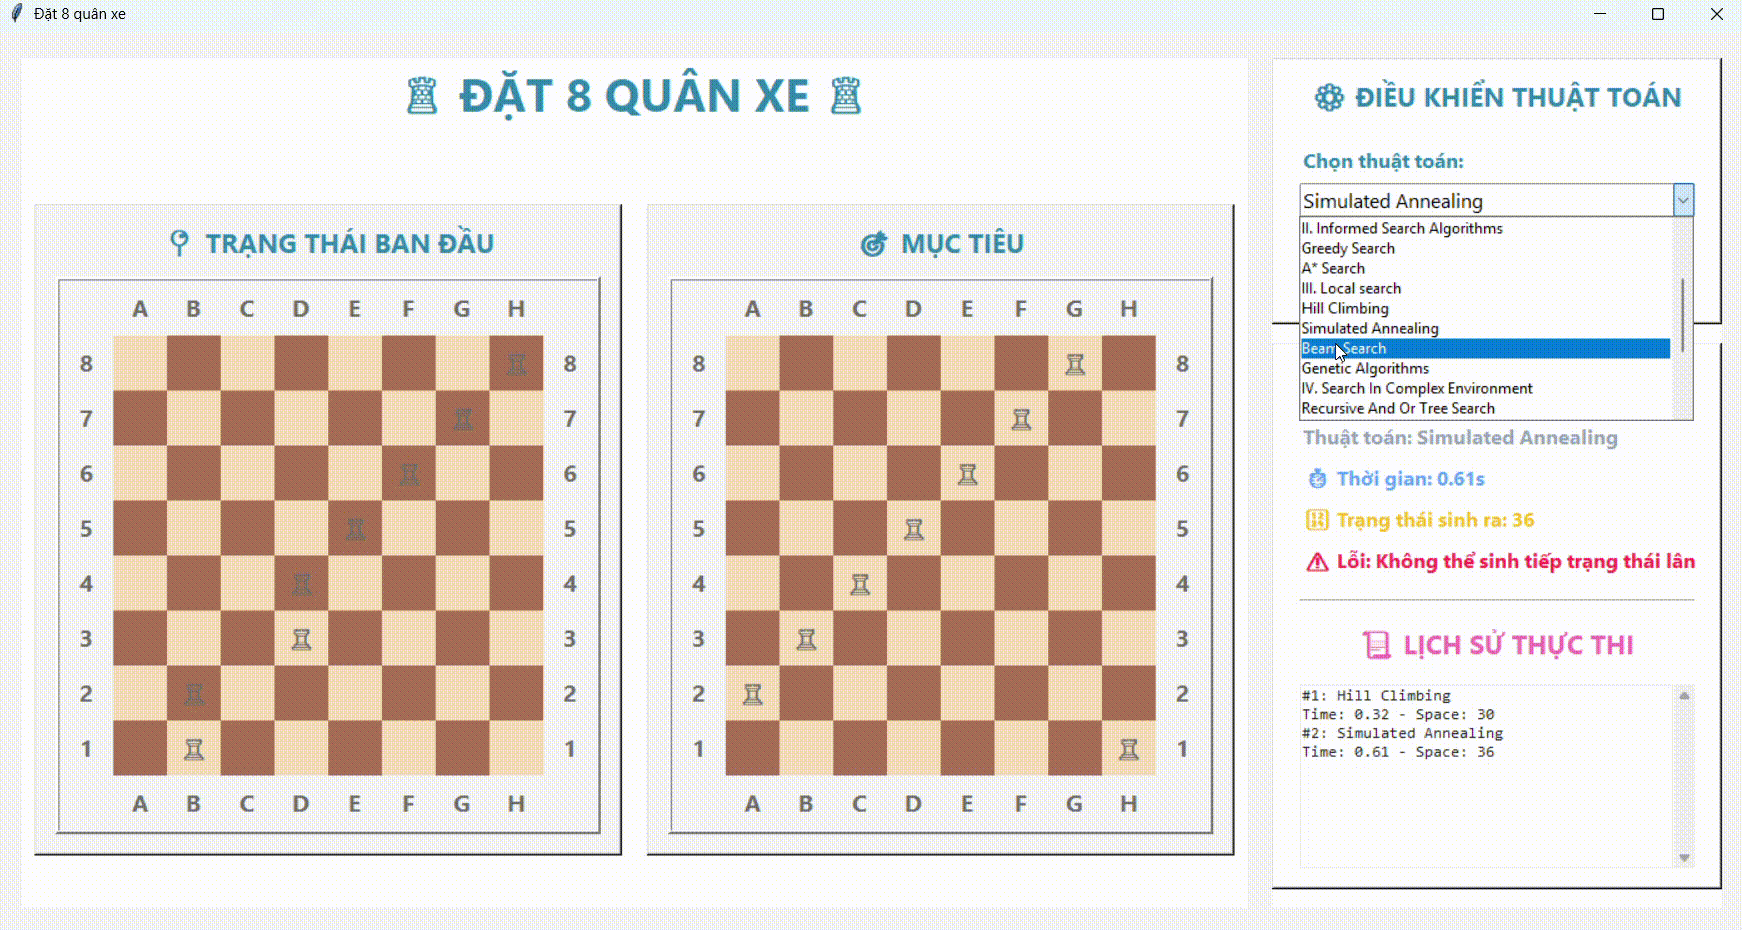 Đặt 8 quân xe
ĐẶT 8 QUÂN XE
TRẠNG THÁI BAN ĐẦU
A B C D E F G H
8 8
7 7
6 6
5 5
4 4
3 3
2 2
1 1
A B C D E F G H
MỤC TIÊU
A B C D E F G H
8 8
7 7
6 6
5 5
4 4
3 3
2 2
1 1
A B C D E F G H
ĐIỀU KHIỂN THUẬT TOÁN
Chọn thuật toán:
Simulated Annealing
II. Informed Search Algorithms
Greedy Search
A* Search
III. Local search
Hill Climbing
Simulated Annealing
Beam Search
Genetic Algorithms
IV. Search In Complex Environment
Recursive And Or Tree Search
Thuật toán: Simulated Annealing
Thời gian: 0.61s
Trạng thái sinh ra: 36
Lỗi: Không thể sinh tiếp trạng thái lân
LỊCH SỬ THỰC THI
#1: Hill Climbing
Time: 0.32 - Space: 30
#2: Simulated Annealing
Time: 0.61 - Space: 36